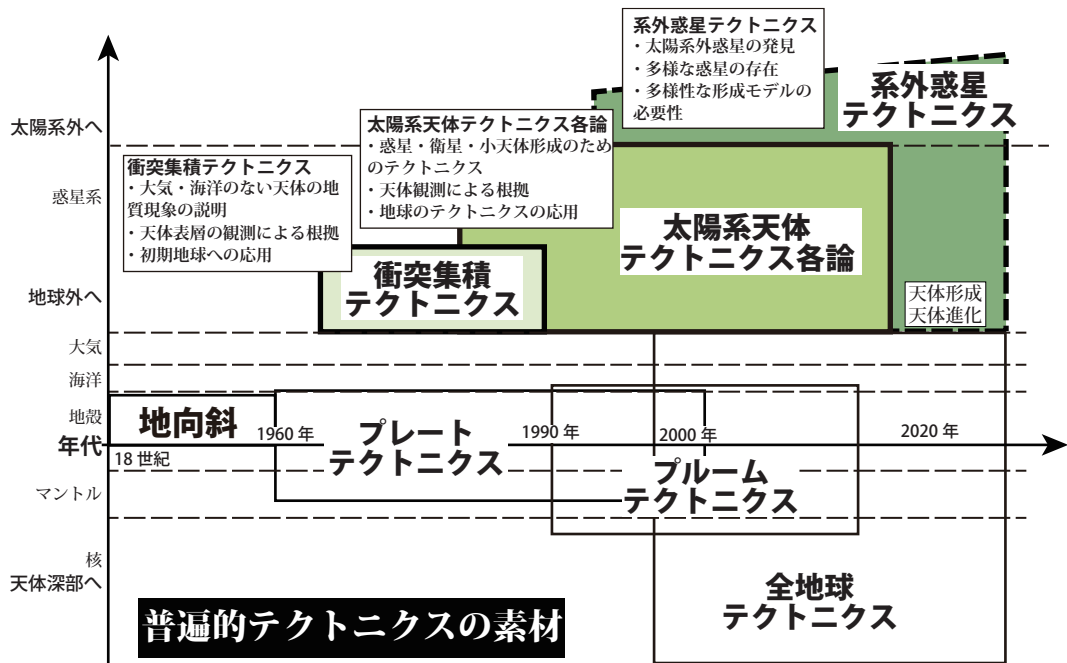 系外惑星テクトニクス
・太陽系外惑星の発見
・多様な惑星の存在
・多様性な形成モデルの
必要性
系外惑星
テクトニクス
太陽系外へ
太陽系天体テクトニクス各論
・惑星・衛星・小天体形成のため
のテクトニクス
・天体観測による根拠
・地球のテクトニクスの応用
衝突集積テクトニクス
・大気・海洋のない天体の地
質現象の説明
・天体表層の観測による根拠
・初期地球への応用
惑星系
太陽系天体
テクトニクス各論
衝突集積
テクトニクス
地球外へ
天体形成
天体進化
大気
海洋
地殻
地向斜
1960 年
プレート
テクトニクス
1990 年
2000 年
2020 年
年代
18 世紀
プルーム
テクトニクス
マントル
核
天体深部へ
全地球
テクトニクス
普遍的テクトニクスの素材